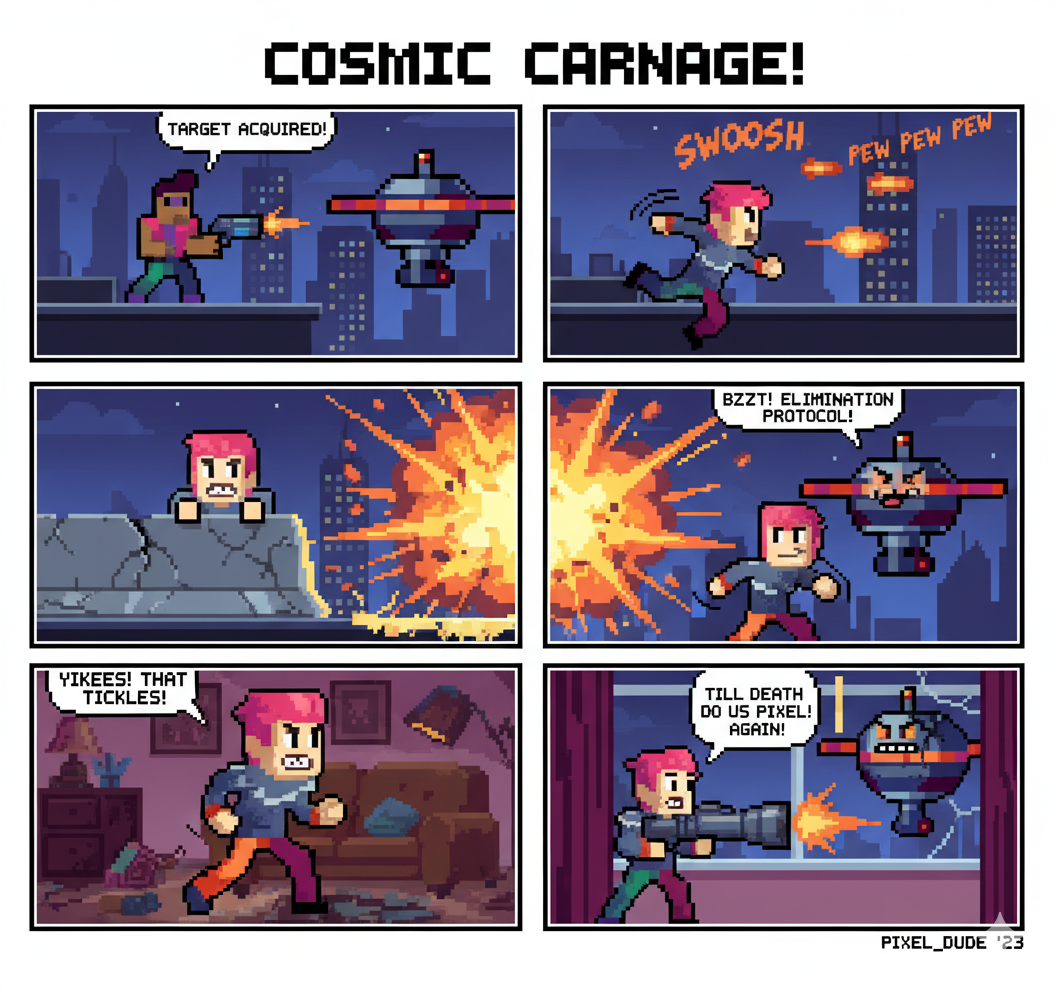 COSMIC CARNAGE!
TARGET ACQUIRED!
SWOOSH
PEW PEW PEW
BZZT! ELIMINATION
PROTOCOL!
YIKEES! THAT
TICKLES!
TILL DEATH
DO US PIXEL!
AGAIN!
PIXEL_DUDE '23